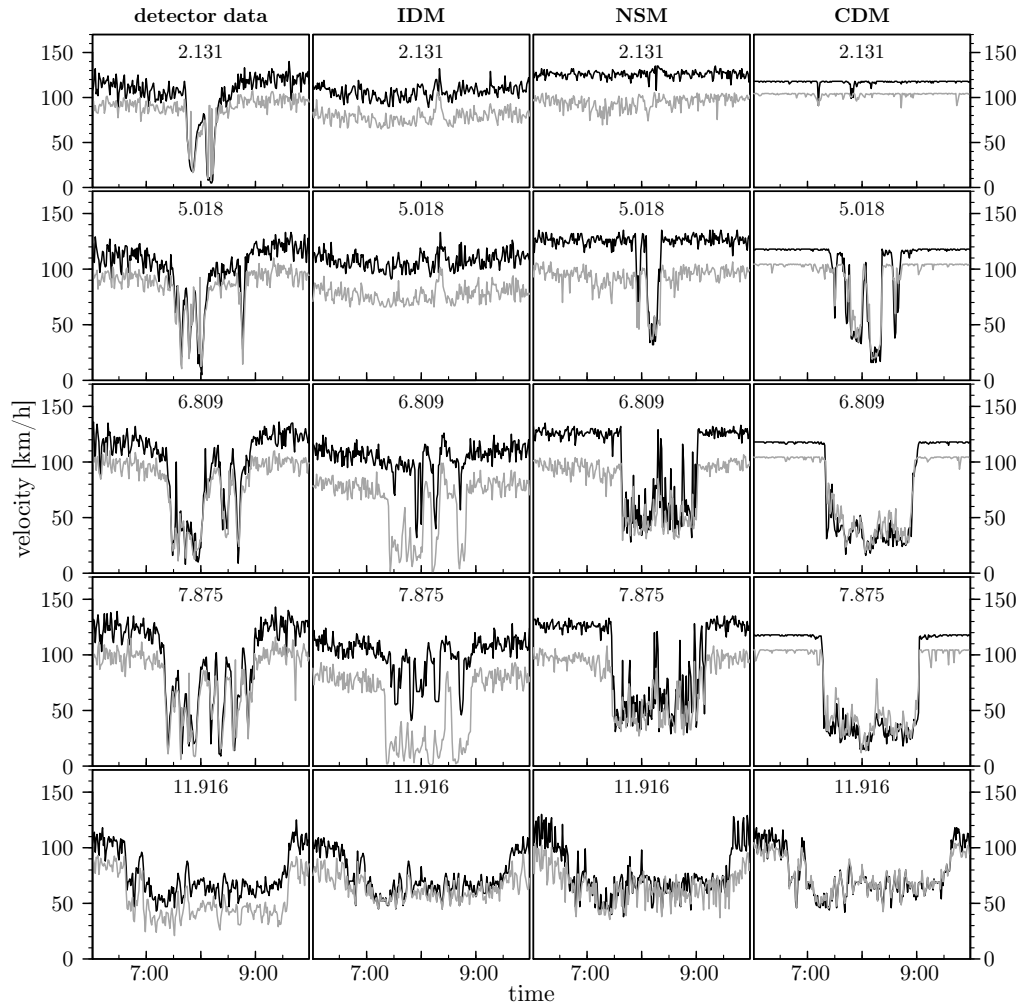 detector data IDM NSM CDM
2.131 2.131 2.131 2.131
150 150
100 100
50 50
0 0
5.018 5.018 5.018 5.018
150 150
100 100
50 50
0 0
6.809 6.809 6.809 6.809
150 150
100 100
50 50
0 0
7.875 7.875 7.875 7.875
150 150
100 100
50 50
0 0
11.916 11.916 11.916 11.916
150 150
100 100
50 50
0 0
velocity [km/h]
7:00 9:00 7:00 9:00 7:00 9:00 7:00 9:00
time